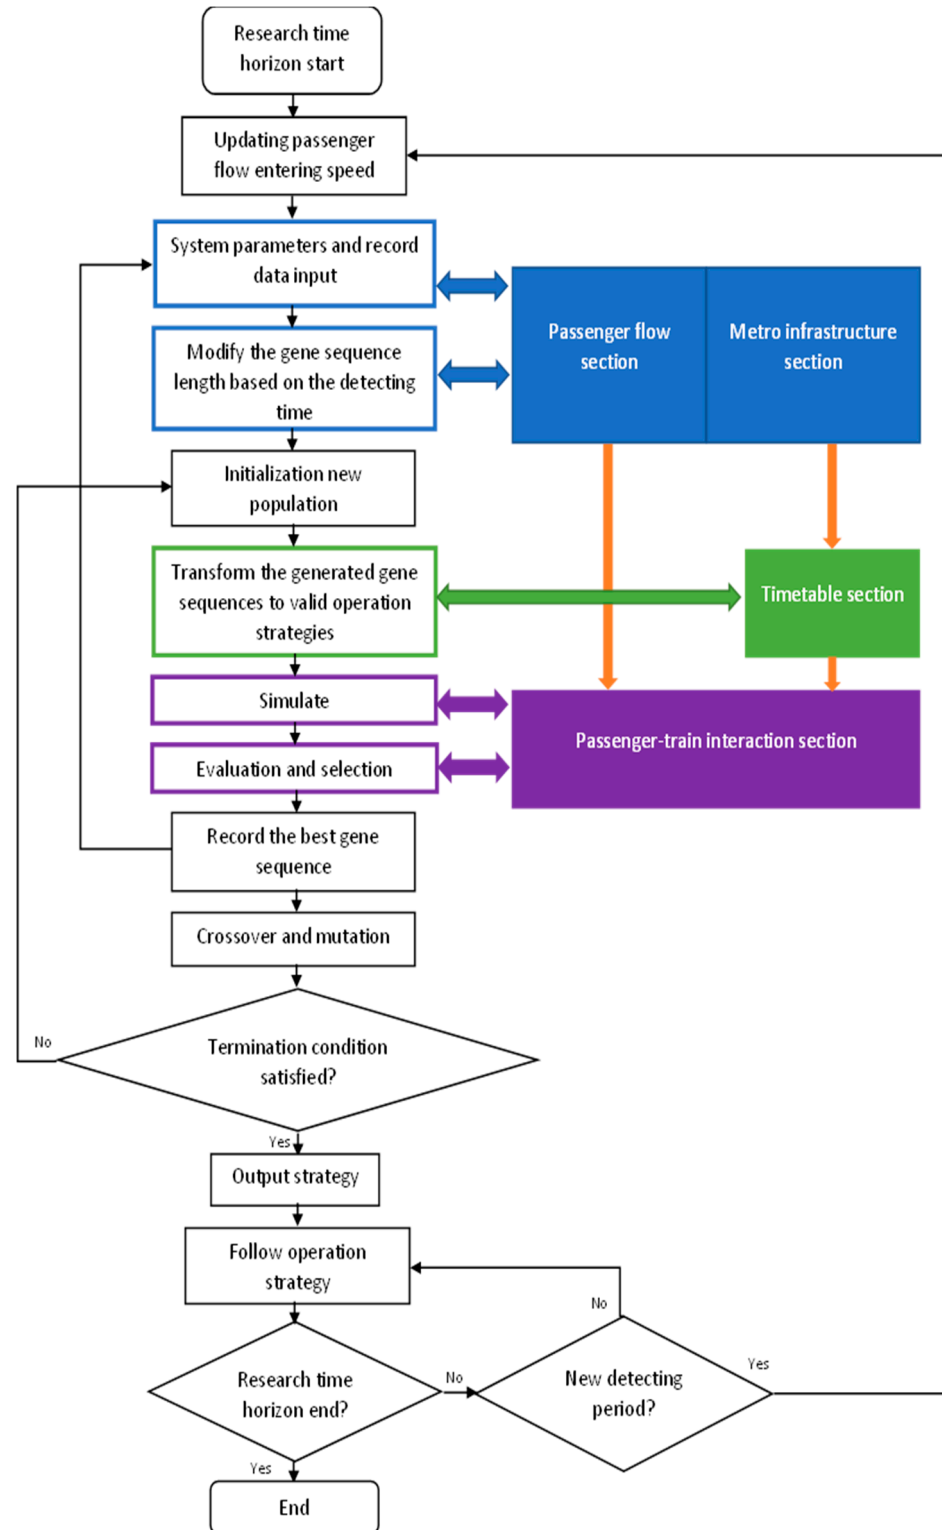 Research time
horizon start
Updating passenger
flow entering speed
System parameters and record
data input
Passenger flow
section
Metro infrastructure
section
Modify the gene sequence
length based on the detecting
time
Initialization new
population
Transform the generated gene
sequences to valid operation
strategies
Timetable section
Simulate
Passenger-train interaction section
Evaluation and selection
Record the best gene
sequence
Crossover and mutation
Termination condition
satisfied?
No
Yes
Output strategy
Follow operation
strategy
Research time
horizon end?
No
New detecting
period?
No
Yes
Yes
End